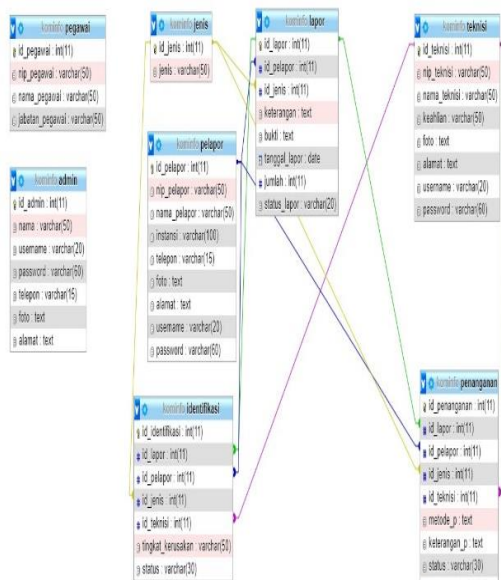 kominfo pegawai
id_pegawai : int(11)
nip_pegawai : varchar(50)
nama_pegawai : varchar(50)
jabatan_pegawai : varchar(50)
kominfo jenis
id_jenis : int(11)
jenis : varchar(50)
kominfo lapor
id_lapor : int(11)
id_pelapor : int(11)
id_jenis : int(11)
keterangan : text
bukti : text
tanggal_lapor : date
jumlah : int(11)
status_lapor : varchar(20)
kominfo teknisi
id_teknisi : int(11)
nip_teknisi : varchar(50)
nama_teknisi : varchar(50)
keahlian : varchar(50)
foto : text
alamat : text
username : varchar(20)
password : varchar(60)
kominfo admin
id_admin : int(11)
nama : varchar(50)
username : varchar(20)
password : varchar(60)
telepon : varchar(15)
foto : text
alamat : text
kominfo pelapor
id_pelapor : int(11)
nip_pelapor : varchar(50)
nama_pelapor : varchar(50)
instansi : varchar(100)
telepon : varchar(15)
foto : text
alamat : text
username : varchar(20)
password : varchar(60)
kominfo identifikasi
id_identifikasi : int(11)
id_lapor : int(11)
id_pelapor : int(11)
id_jenis : int(11)
id_teknisi : int(11)
tingkat_kerusakan : varchar(50)
status : varchar(30)
kominfo penanganan
id_penanganan : int(11)
id_lapor : int(11)
id_pelapor : int(11)
id_jenis : int(11)
id_teknisi : int(11)
metode_p : text
keterangan_p : text
status : varchar(30)